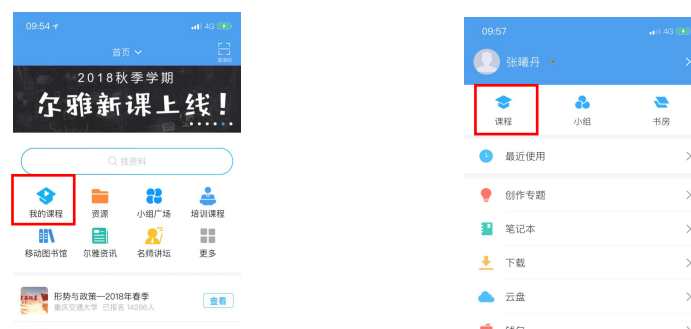 09:54
4G
首页
邀请码
2018秋季学期
尔雅新课上线!
找资料
我的课程 资源 小组广场 培训课程
移动图书馆 尔雅资讯 名师讲坛 更多
形势与政策—2018年春季
重庆交通大学 已报名 14286人
查看
09:57
4G
张曦丹
课程 小组 书房
最近使用
创作专题
笔记本
下载
云盘